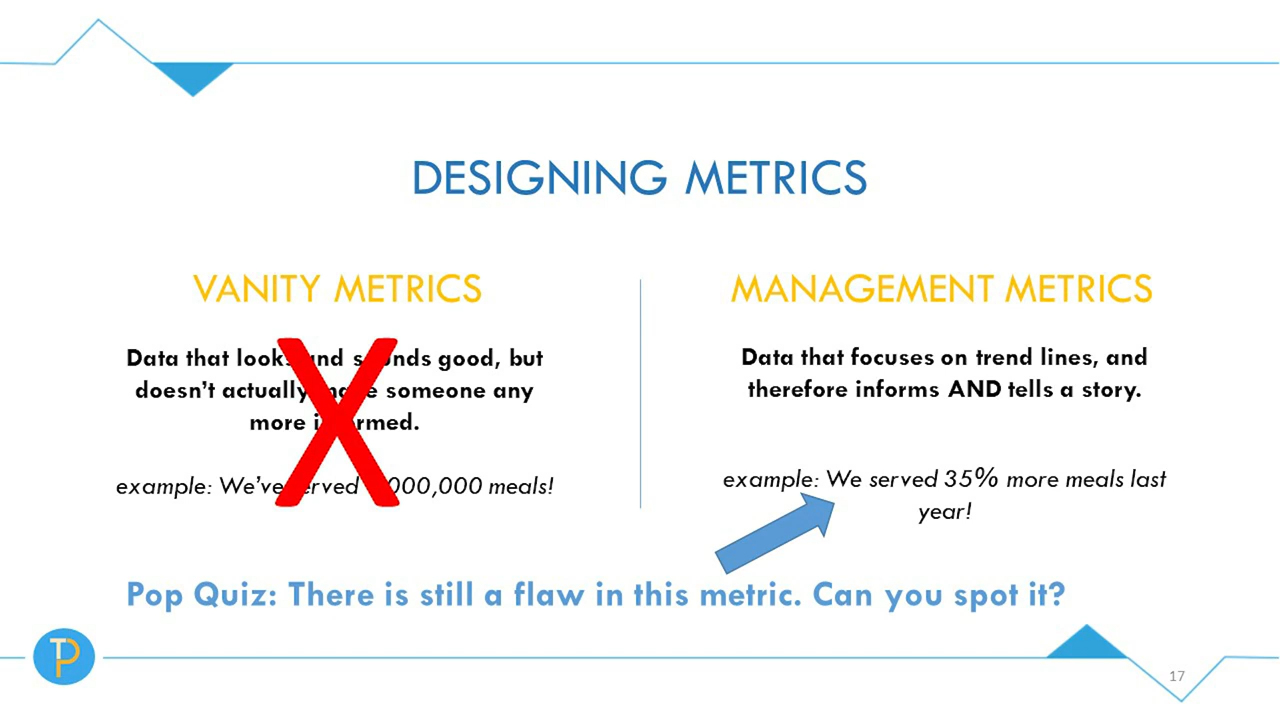 DESIGNING METRICS
VANITY METRICS
Data that looks and sounds good, but
doesn't actually make someone any
more informed.
example: We've served 000,000 meals!
MANAGEMENT METRICS
Data that focuses on trend lines, and
therefore informs AND tells a story.
example: We served 35% more meals last
year!
Pop Quiz: There is still a flaw in this metric. Can you spot it?
TP
17